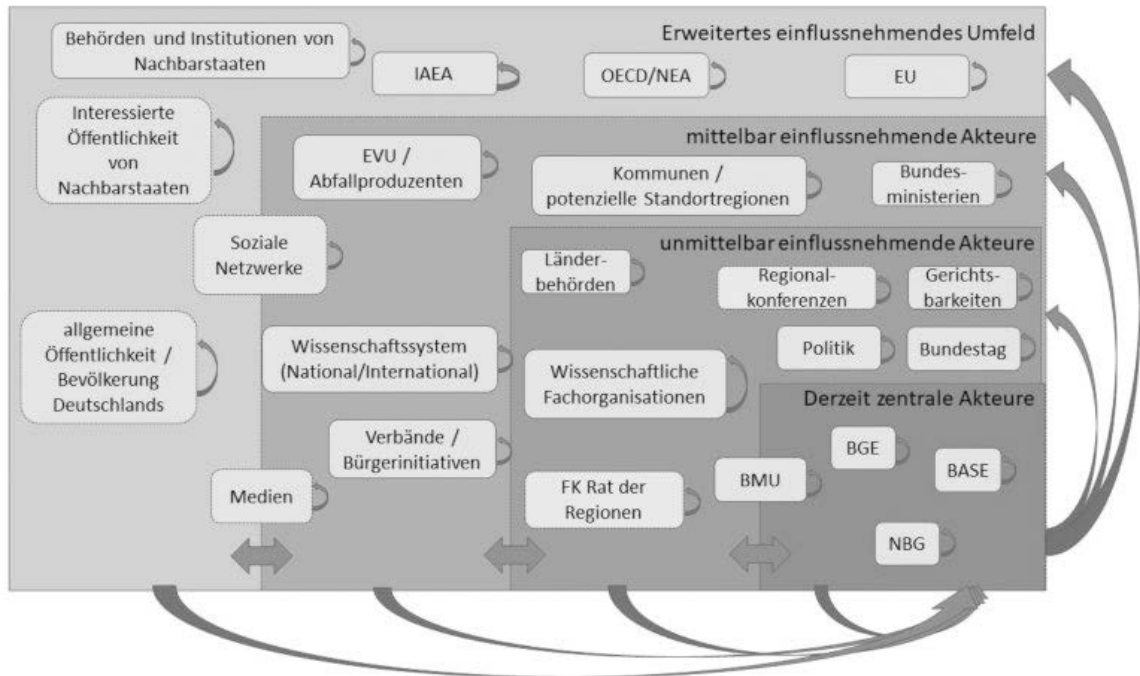 Erweitertes einflussnehmendes Umfeld
Behörden und Institutionen von
Nachbarstaaten
IAEA
OECD/NEA
EU
Interessierte
Öffentlichkeit
von
Nachbarstaaten
mittelbar einflussnehmende Akteure
EVU /
Abfallproduzenten
Kommunen /
potenzielle Standortregionen
Bundes-
ministerien
Soziale
Netzwerke
unmittelbar einflussnehmende Akteure
Länder-
behörden
Regional-
konferenzen
Gerichts-
barkeiten
allgemeine
Öffentlichkeit /
Bevölkerung
Deutschlands
Wissenschaftssystem
(National/International)
Wissenschaftliche
Fachorganisationen
Politik
Bundestag
Derzeit zentrale Akteure
Verbände /
Bürgerinitiativen
BGE
BASE
Medien
FK Rat der
Regionen
BMU
NBG